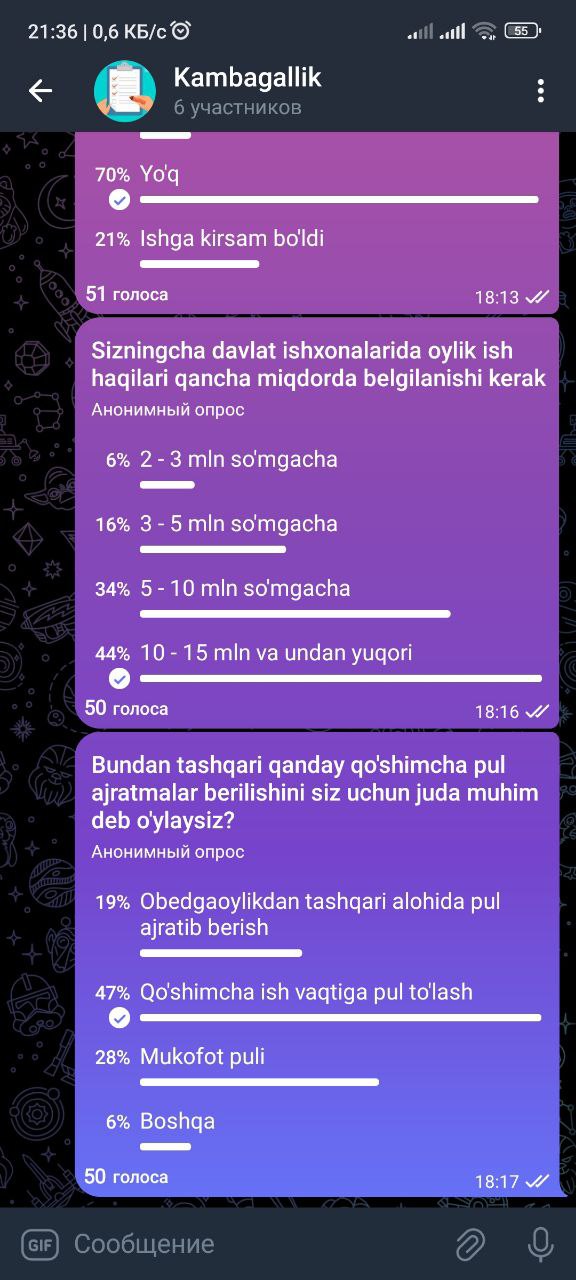 21:36 | 0,6 КБ/с
55
Kambagallik
6 участников
70% Yo'q
21% Ishga kirsam bo'ldi
51 голоса 18:13
Sizningcha davlat ishxonalarida oylik ish
haqilari qancha miqdorda belgilanishi kerak
Анонимный опрос
6% 2 - 3 mln so'mgacha
16% 3 - 5 mln so'mgacha
34% 5 - 10 mln so'mgacha
44% 10 - 15 mln va undan yuqori
50 голоса 18:16
Bundan tashqari qanday qo'shimcha pul
ajratmalar berilishini siz uchun juda muhim
deb o'ylaysiz?
Анонимный опрос
19% Obedgaoylikdan tashqari alohida pul
ajratib berish
47% Qo'shimcha ish vaqtiga pul to'lash
28% Mukofot puli
6% Boshqa
50 голоса 18:17
GIF Сообщение